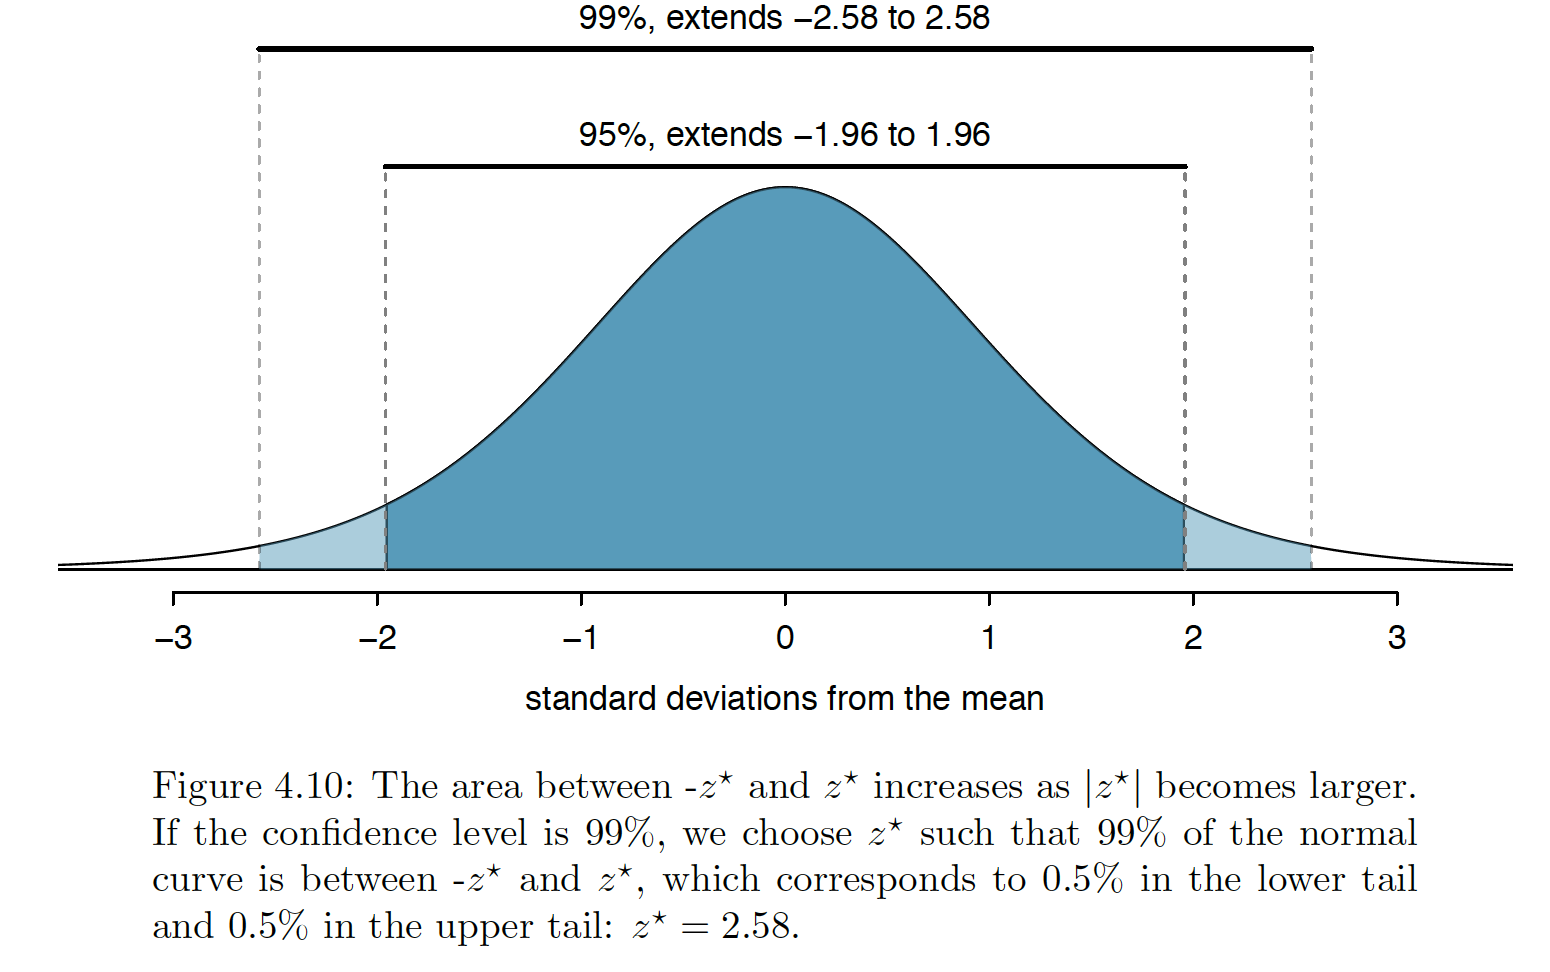 99%, extends −2.58 to 2.58
95%, extends −1.96 to 1.96
−3 −2 −1 0 1 2 3
standard deviations from the mean
Figure 4.10: The area between -z⋆ and z⋆ increases as |z⋆| becomes larger.
If the confidence level is 99%, we choose z⋆ such that 99% of the normal
curve is between -z⋆ and z⋆, which corresponds to 0.5% in the lower tail
and 0.5% in the upper tail: z⋆ = 2.58.